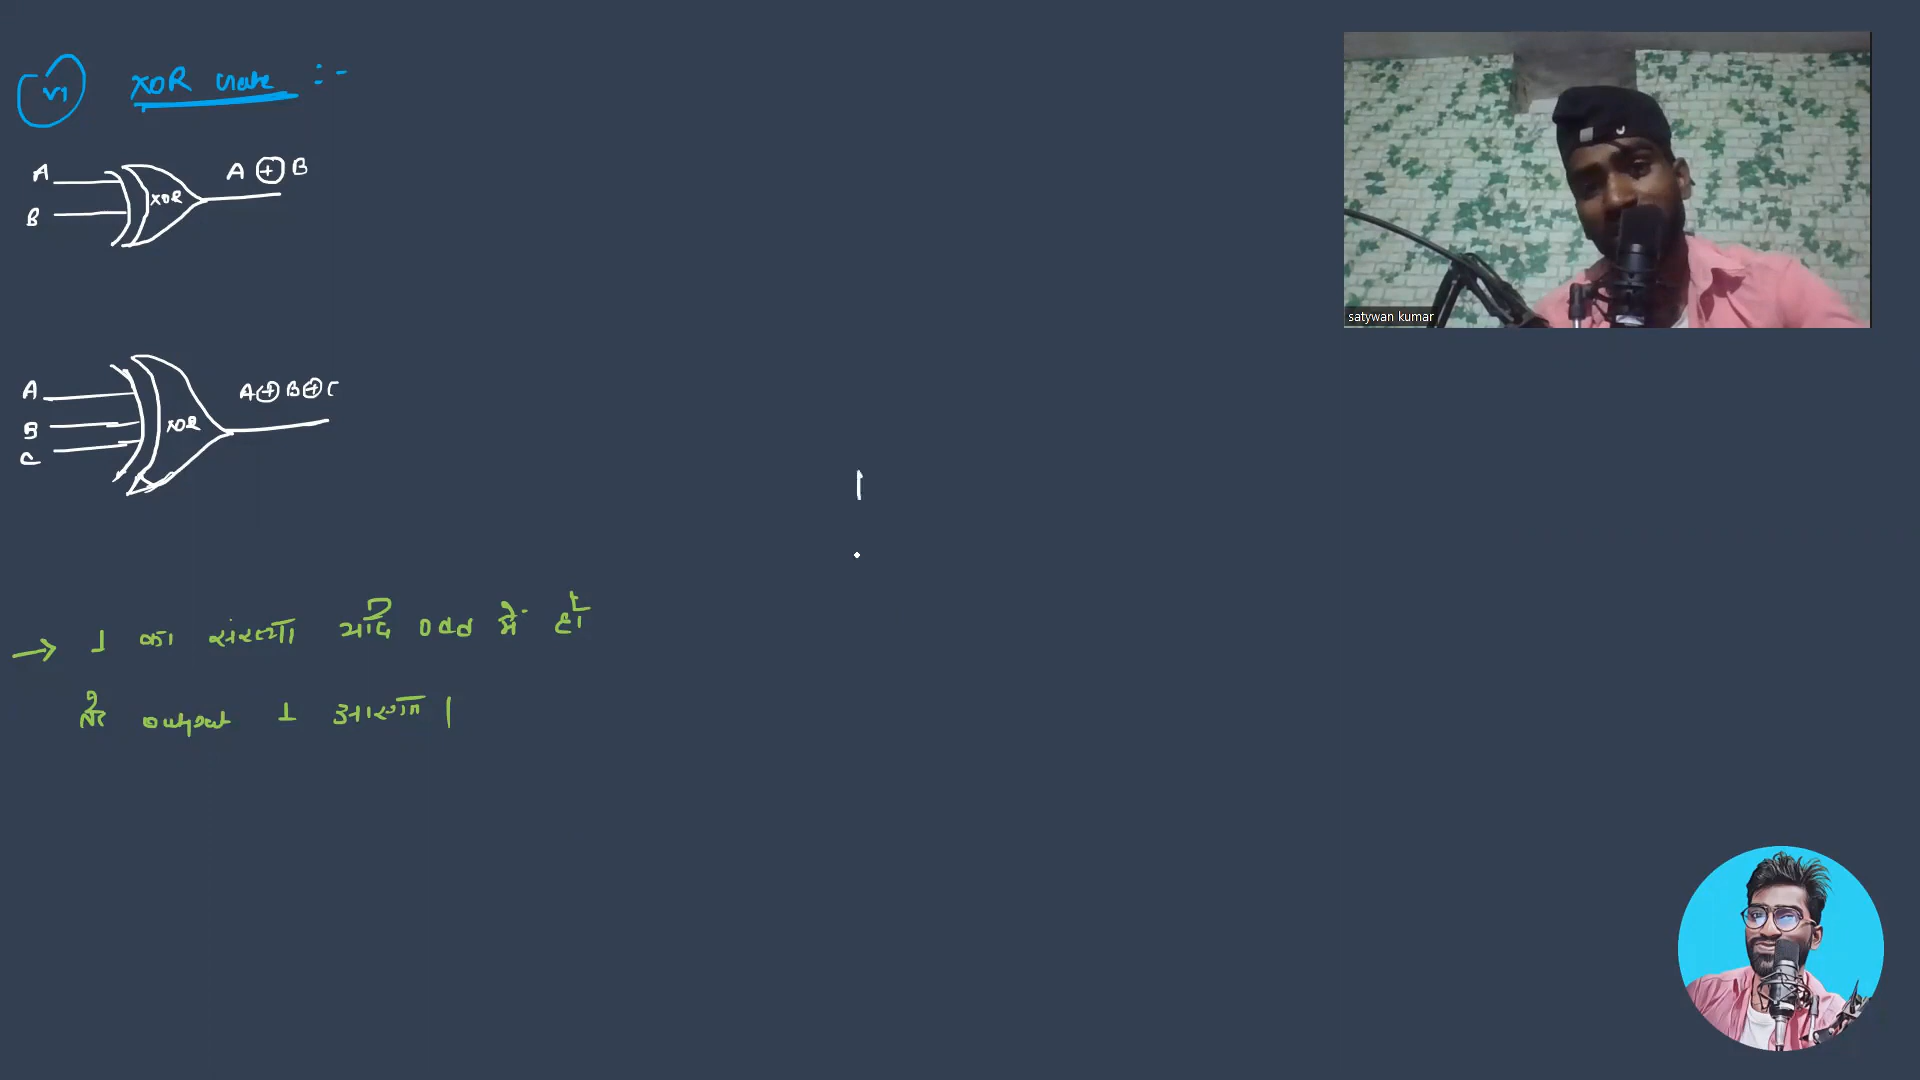 VI XOR Gate :-
A
B
XOR
A ⊕ B
A
B
C
XOR
A⊕B⊕C
→ 1 का संख्या यदि odd में हो
तो output 1 आएगा |
satywan kumar